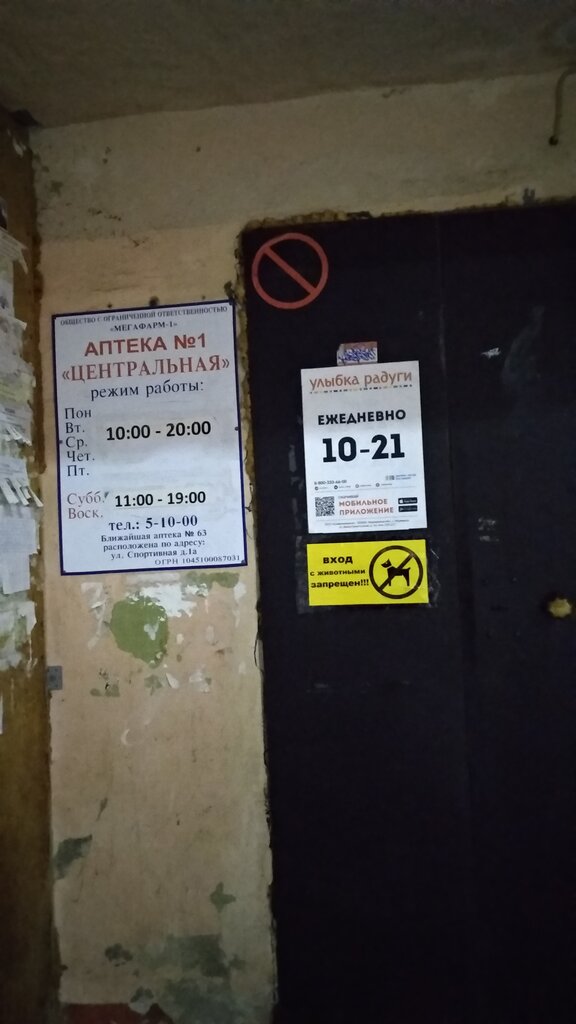 ОБЩЕСТВО С ОГРАНИЧЕННОЙ ОТВЕТСТВЕННОСТЬЮ
«МЕГАФАРМ-1»
АПТЕКА №1
«ЦЕНТРАЛЬНАЯ»
режим работы:
Пон
Вт.
Ср.
Чет.
Пт.
10:00 - 20:00
Субб.
Воск.
11:00 - 19:00
тел.: 5-10-00
Ближайшая аптека № 63
расположена по адресу:
ул. Спортивная д.1а
ОГРН 1045100087031
улыбка радуги
ЕЖЕДНЕВНО
10-21
МОБИЛЬНОЕ
ПРИЛОЖЕНИЕ
ВХОД
с животными
запрещен!!!